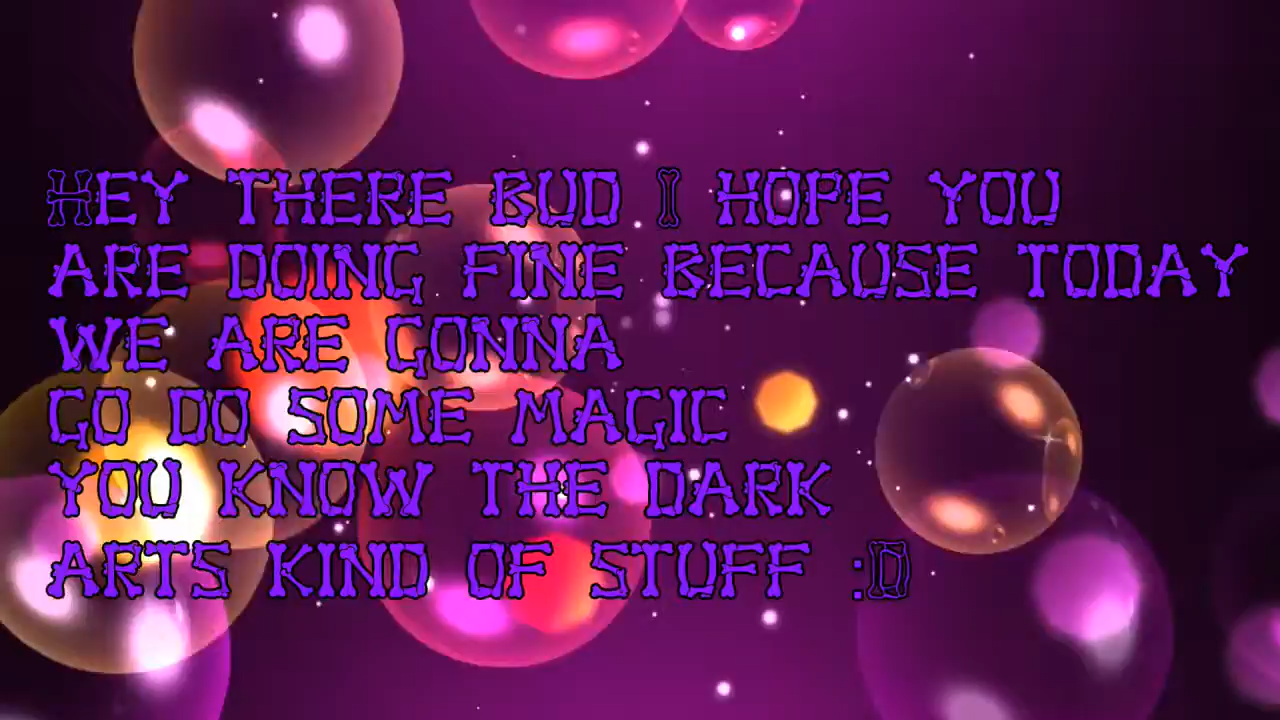 Hey there bud I hope you
are doing fine because today
we are gonna
go do some magic
you know the dark
arts kind of stuff :D